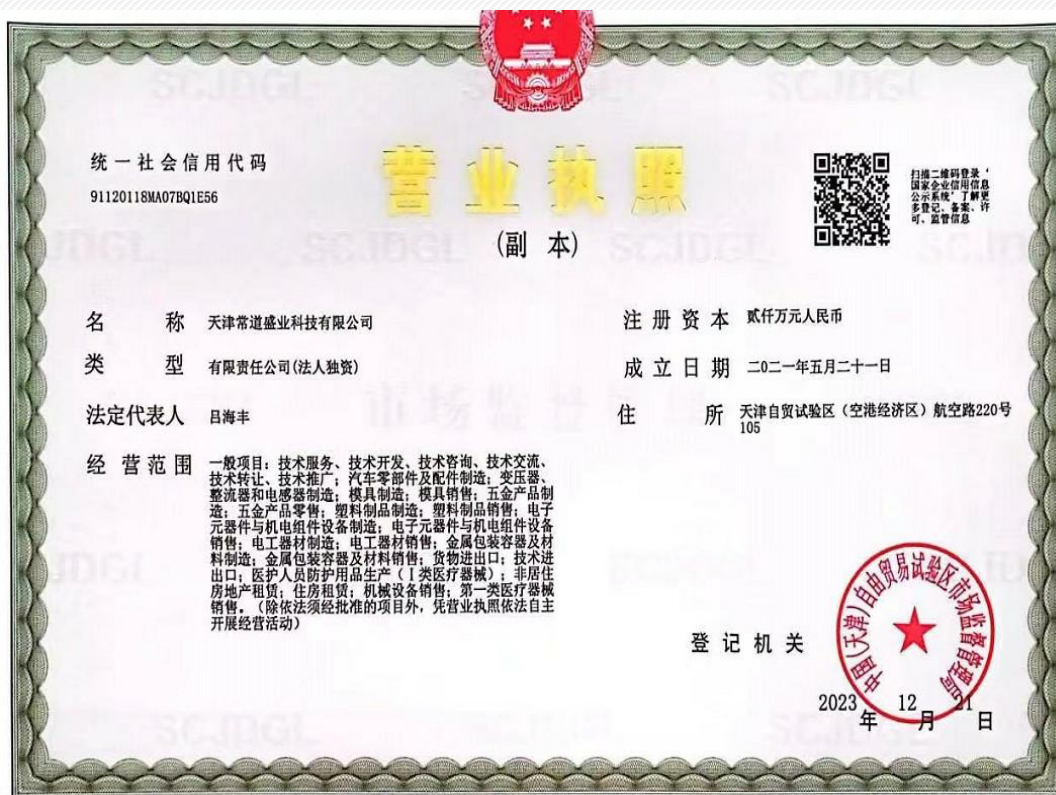 统一社会信用代码
91120118MA07BQ1E56
营业执照
(副 本)
扫描二维码登录‘
国家企业信用信息
公示系统’了解更
多登记、备案、许
可、监管信息
名 称 天津常道盛业科技有限公司
类 型 有限责任公司(法人独资)
法定代表人 吕海丰
经营范围 一般项目：技术服务、技术开发、技术咨询、技术交流、
技术转让、技术推广；汽车零部件及配件制造；变压器、
整流器和电感器制造；模具制造；模具销售；五金产品制
造；五金产品零售；塑料制品制造；塑料制品销售；电子
元器件与机电组件设备制造；电子元器件与机电组件设备
销售；电工器材制造；电工器材销售；金属包装容器及材
料制造；金属包装容器及材料销售；货物进出口；技术进
出口；医护人员防护用品生产（Ⅰ类医疗器械）；非居住
房地产租赁；住房租赁；机械设备销售；第一类医疗器械
销售。（除依法须经批准的项目外，凭营业执照依法自主
开展经营活动）
注册资本 贰仟万元人民币
成立日期 二〇二一年五月二十一日
住 所 天津自贸试验区（空港经济区）航空路220号
105
登记机关
中国(天津)自由贸易试验区市场监督管理局
2023年12月21日
SCJDGL
SCJDGL
SCJDGL
SCJDGL
SCJDGL
SCJDGL